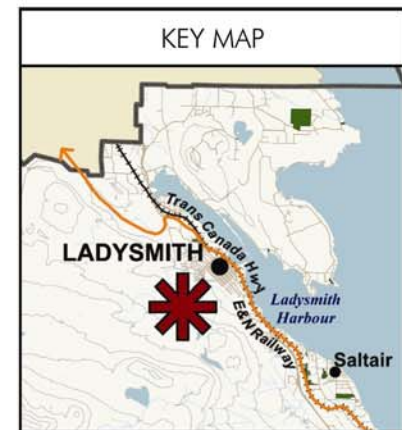 KEY MAP
Trans Canada Hwy
LADYSMITH
Ladysmith
Harbour
E&N Railway
Saltair